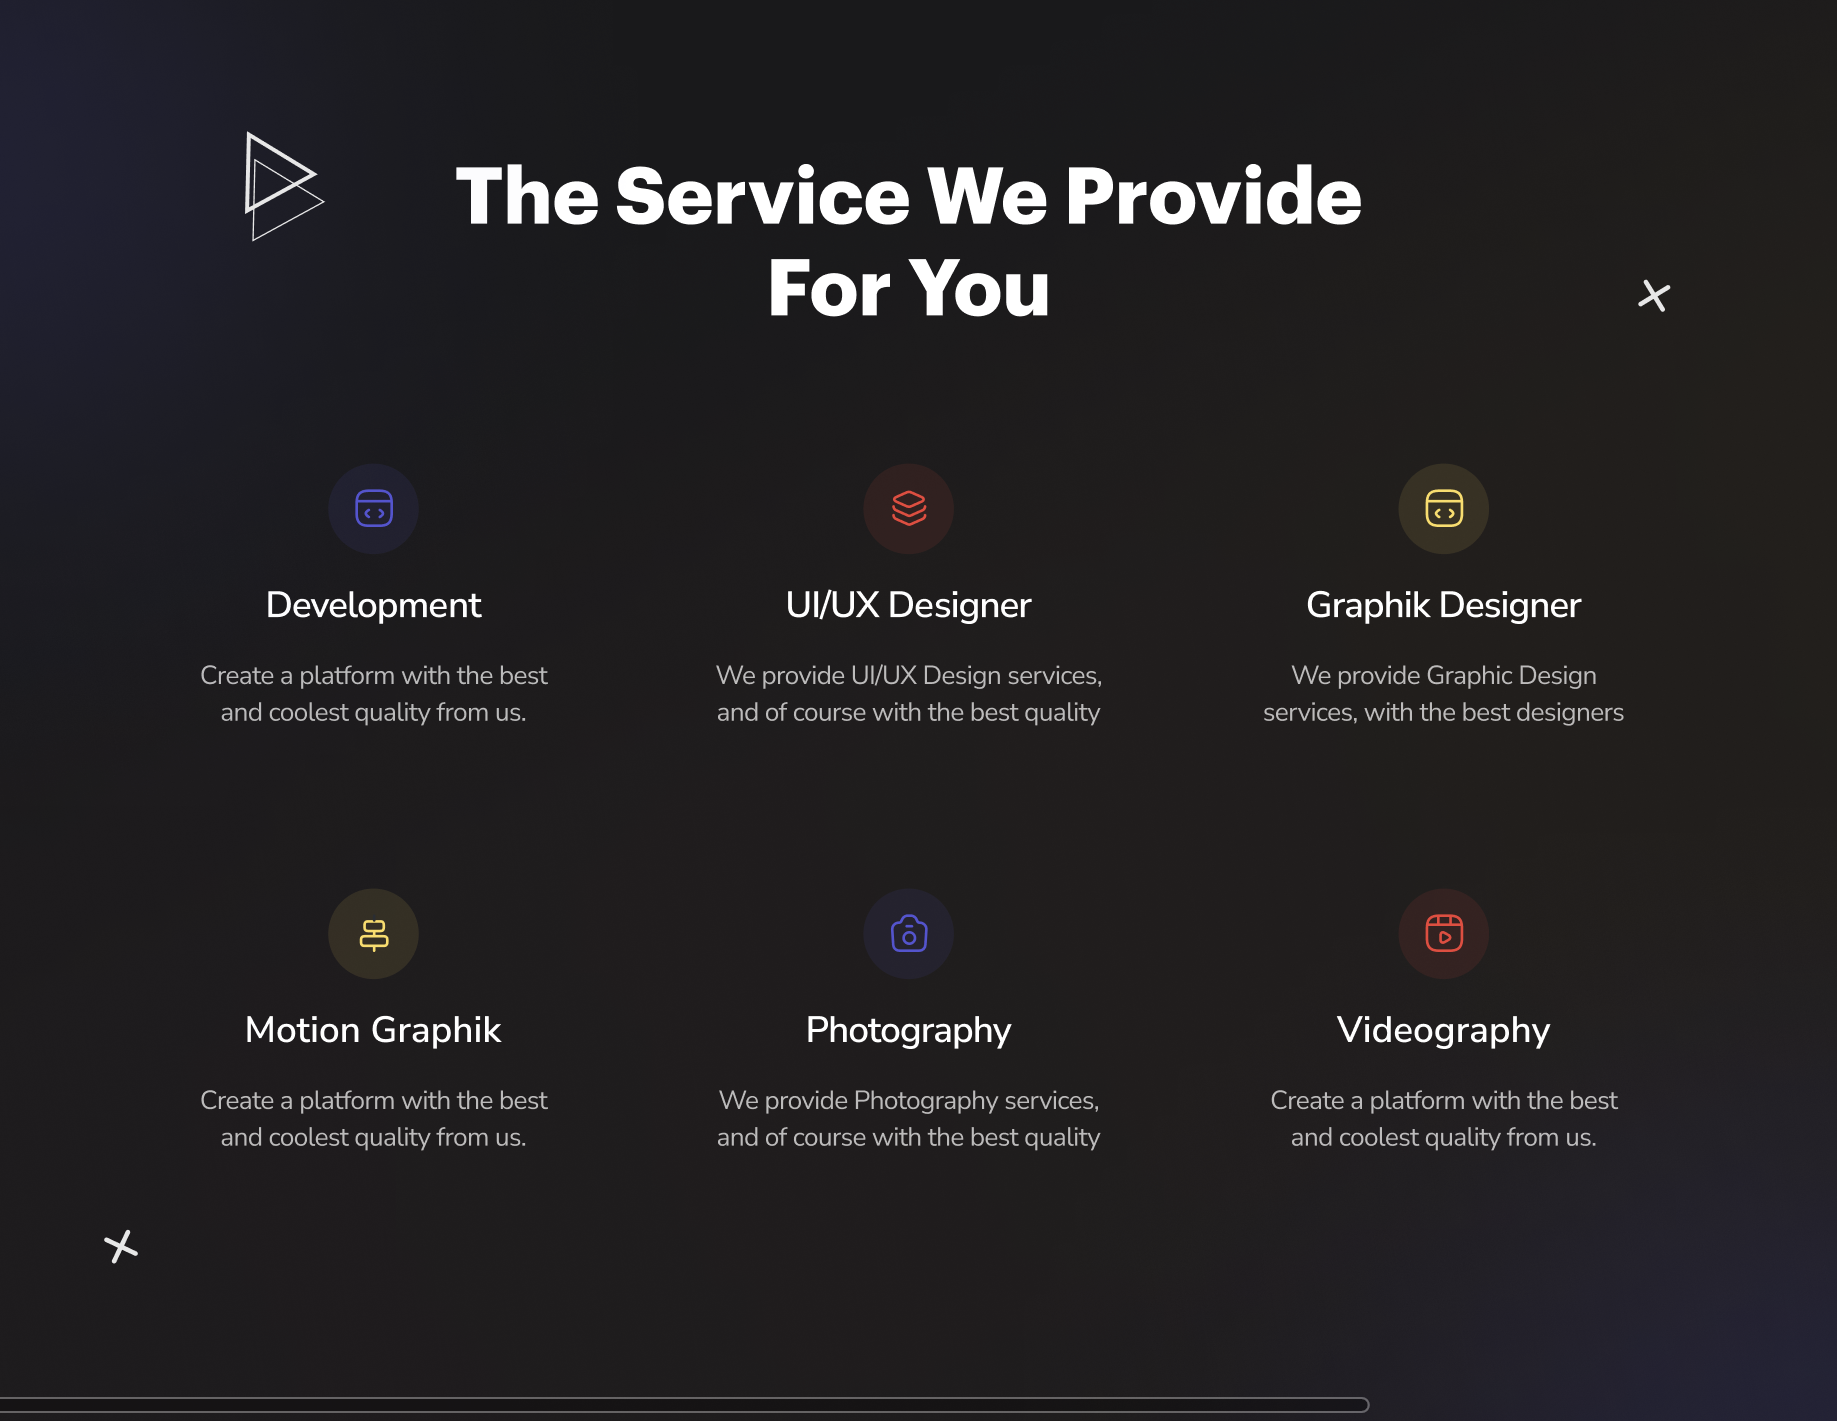 The Service We Provide
For You
Development
Create a platform with the best
and coolest quality from us.
UI/UX Designer
We provide UI/UX Design services,
and of course with the best quality
Graphik Designer
We provide Graphic Design
services, with the best designers
Motion Graphik
Create a platform with the best
and coolest quality from us.
Photography
We provide Photography services,
and of course with the best quality
Videography
Create a platform with the best
and coolest quality from us.